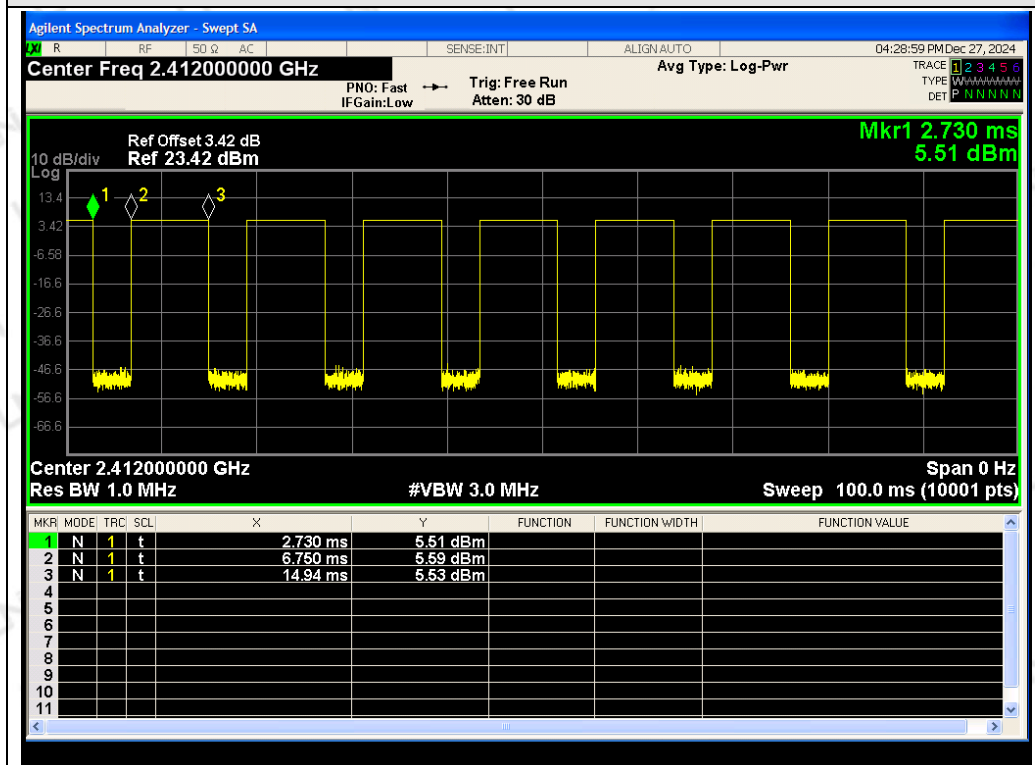 Agilent Spectrum Analyzer - Swept SA
LXI R RF 50 Ω AC SENSE:INT ALIGN AUTO 04:28:59 PM Dec 27, 2024
Center Freq 2.412000000 GHz Avg Type: Log-Pwr TRACE 1 2 3 4 5 6
PNO: Fast Trig: Free Run TYPE WWWWWW
IFGain:Low Atten: 30 dB DET P N N N N N
Mkr1 2.730 ms
Ref Offset 3.42 dB
10 dB/div Ref 23.42 dBm 5.51 dBm
Log
1 2 3
13.4
3.42
-6.58
-16.6
-26.6
-36.6
-46.6
-56.6
-66.6
Center 2.412000000 GHz Span 0 Hz
Res BW 1.0 MHz #VBW 3.0 MHz Sweep 100.0 ms (10001 pts)
MKR MODE TRC SCL X Y FUNCTION FUNCTION WIDTH FUNCTION VALUE
1 N 1 t 2.730 ms 5.51 dBm
2 N 1 t 6.750 ms 5.59 dBm
3 N 1 t 14.94 ms 5.53 dBm
4
5
6
7
8
9
10
11